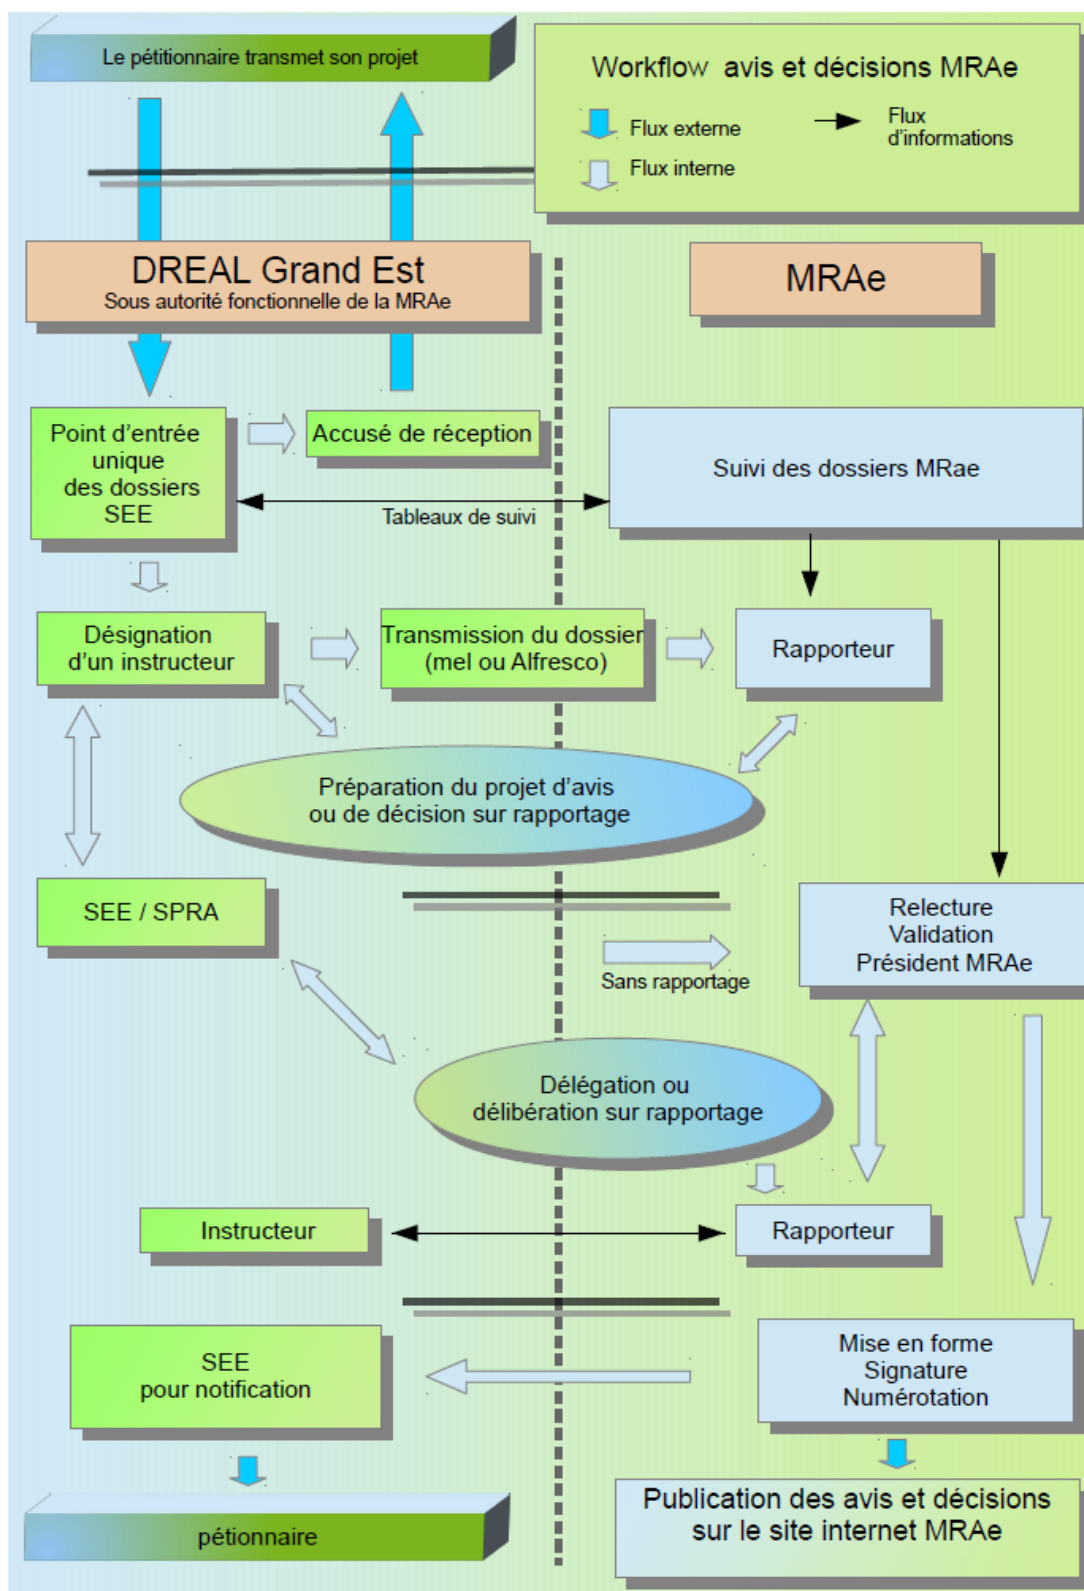 Le pétitionnaire transmet son projet
Workflow avis et décisions MRAe
Flux externe
Flux
d'informations
Flux interne
DREAL Grand Est
Sous autorité fonctionnelle de la MRAe
MRAe
Point d'entrée
unique
des dossiers
SEE
Accusé de réception
Suivi des dossiers MRae
Tableaux de suivi
Désignation
d'un instructeur
Transmission du dossier
(mel ou Alfresco)
Rapporteur
Préparation du projet d'avis
ou de décision sur rapportage
SEE / SPRA
Relecture
Validation
Président MRAe
Sans rapportage
Délégation ou
délibération sur rapportage
Instructeur
Rapporteur
SEE
pour notification
Mise en forme
Signature
Numérotation
pétionnaire
Publication des avis et décisions
sur le site internet MRAe